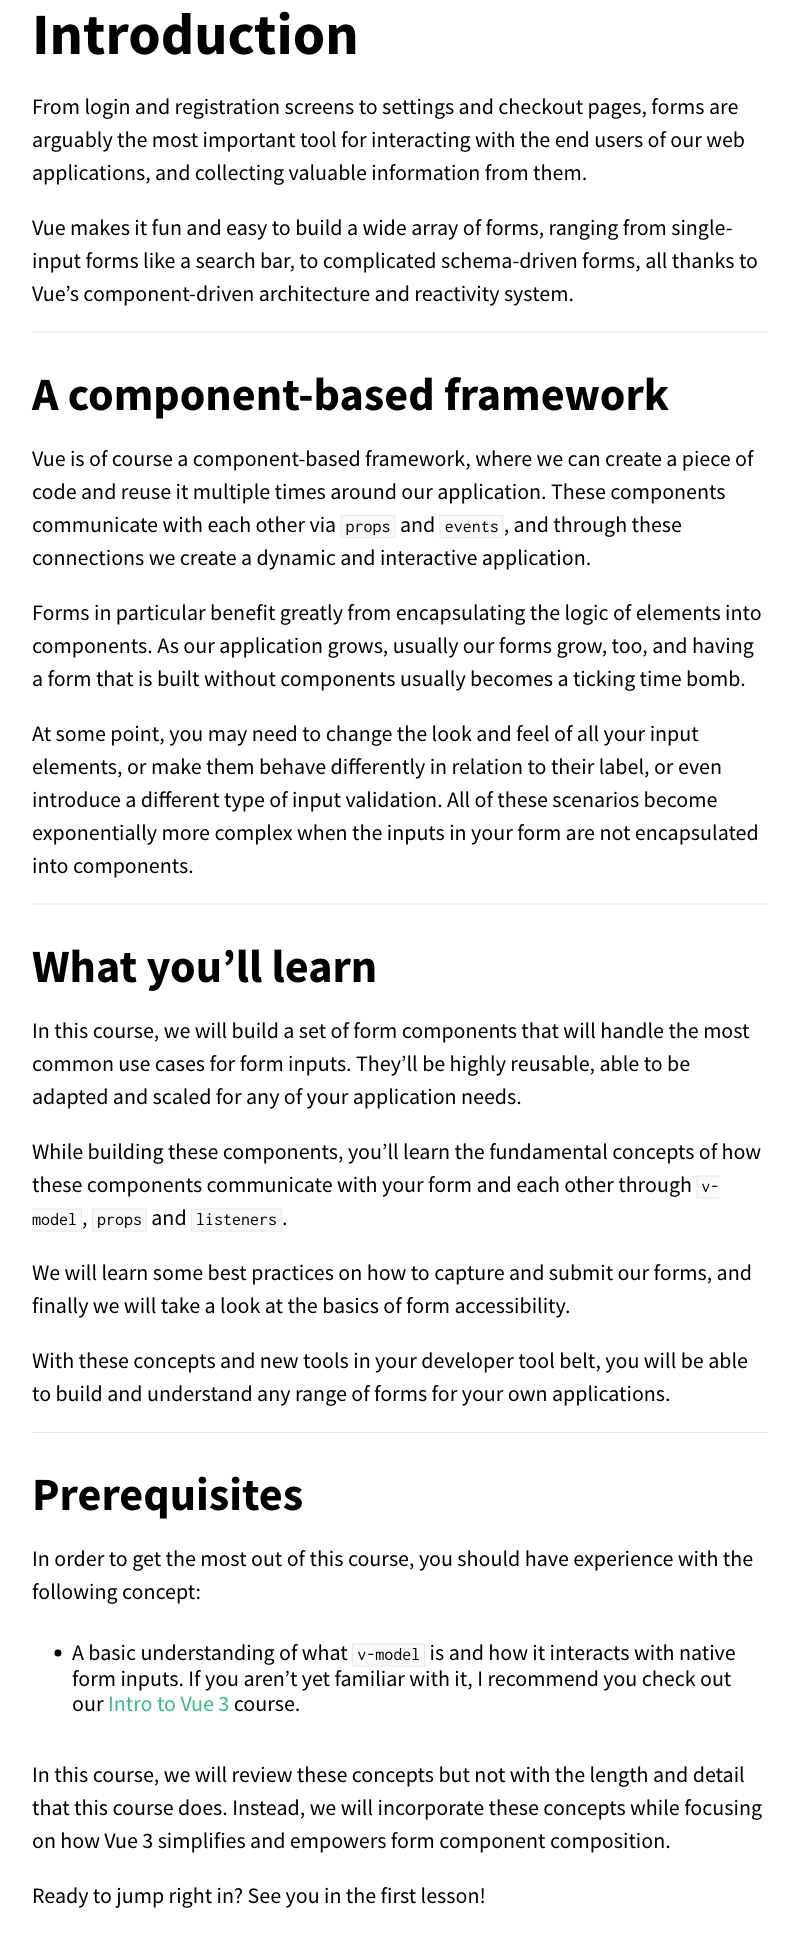 Introduction
From login and registration screens to settings and checkout pages, forms are
arguably the most important tool for interacting with the end users of our web
applications, and collecting valuable information from them.
Vue makes it fun and easy to build a wide array of forms, ranging from single-
input forms like a search bar, to complicated schema-driven forms, all thanks to
Vue’s component-driven architecture and reactivity system.
A component-based framework
Vue is of course a component-based framework, where we can create a piece of
code and reuse it multiple times around our application. These components
communicate with each other via props and events, and through these
connections we create a dynamic and interactive application.
Forms in particular benefit greatly from encapsulating the logic of elements into
components. As our application grows, usually our forms grow, too, and having
a form that is built without components usually becomes a ticking time bomb.
At some point, you may need to change the look and feel of all your input
elements, or make them behave differently in relation to their label, or even
introduce a different type of input validation. All of these scenarios become
exponentially more complex when the inputs in your form are not encapsulated
into components.
What you’ll learn
In this course, we will build a set of form components that will handle the most
common use cases for form inputs. They’ll be highly reusable, able to be
adapted and scaled for any of your application needs.
While building these components, you’ll learn the fundamental concepts of how
these components communicate with your form and each other through v-
model, props and listeners.
We will learn some best practices on how to capture and submit our forms, and
finally we will take a look at the basics of form accessibility.
With these concepts and new tools in your developer tool belt, you will be able
to build and understand any range of forms for your own applications.
Prerequisites
In order to get the most out of this course, you should have experience with the
following concept:
• A basic understanding of what v-model is and how it interacts with native
form inputs. If you aren’t yet familiar with it, I recommend you check out
our Intro to Vue 3 course.
In this course, we will review these concepts but not with the length and detail
that this course does. Instead, we will incorporate these concepts while focusing
on how Vue 3 simplifies and empowers form component composition.
Ready to jump right in? See you in the first lesson!